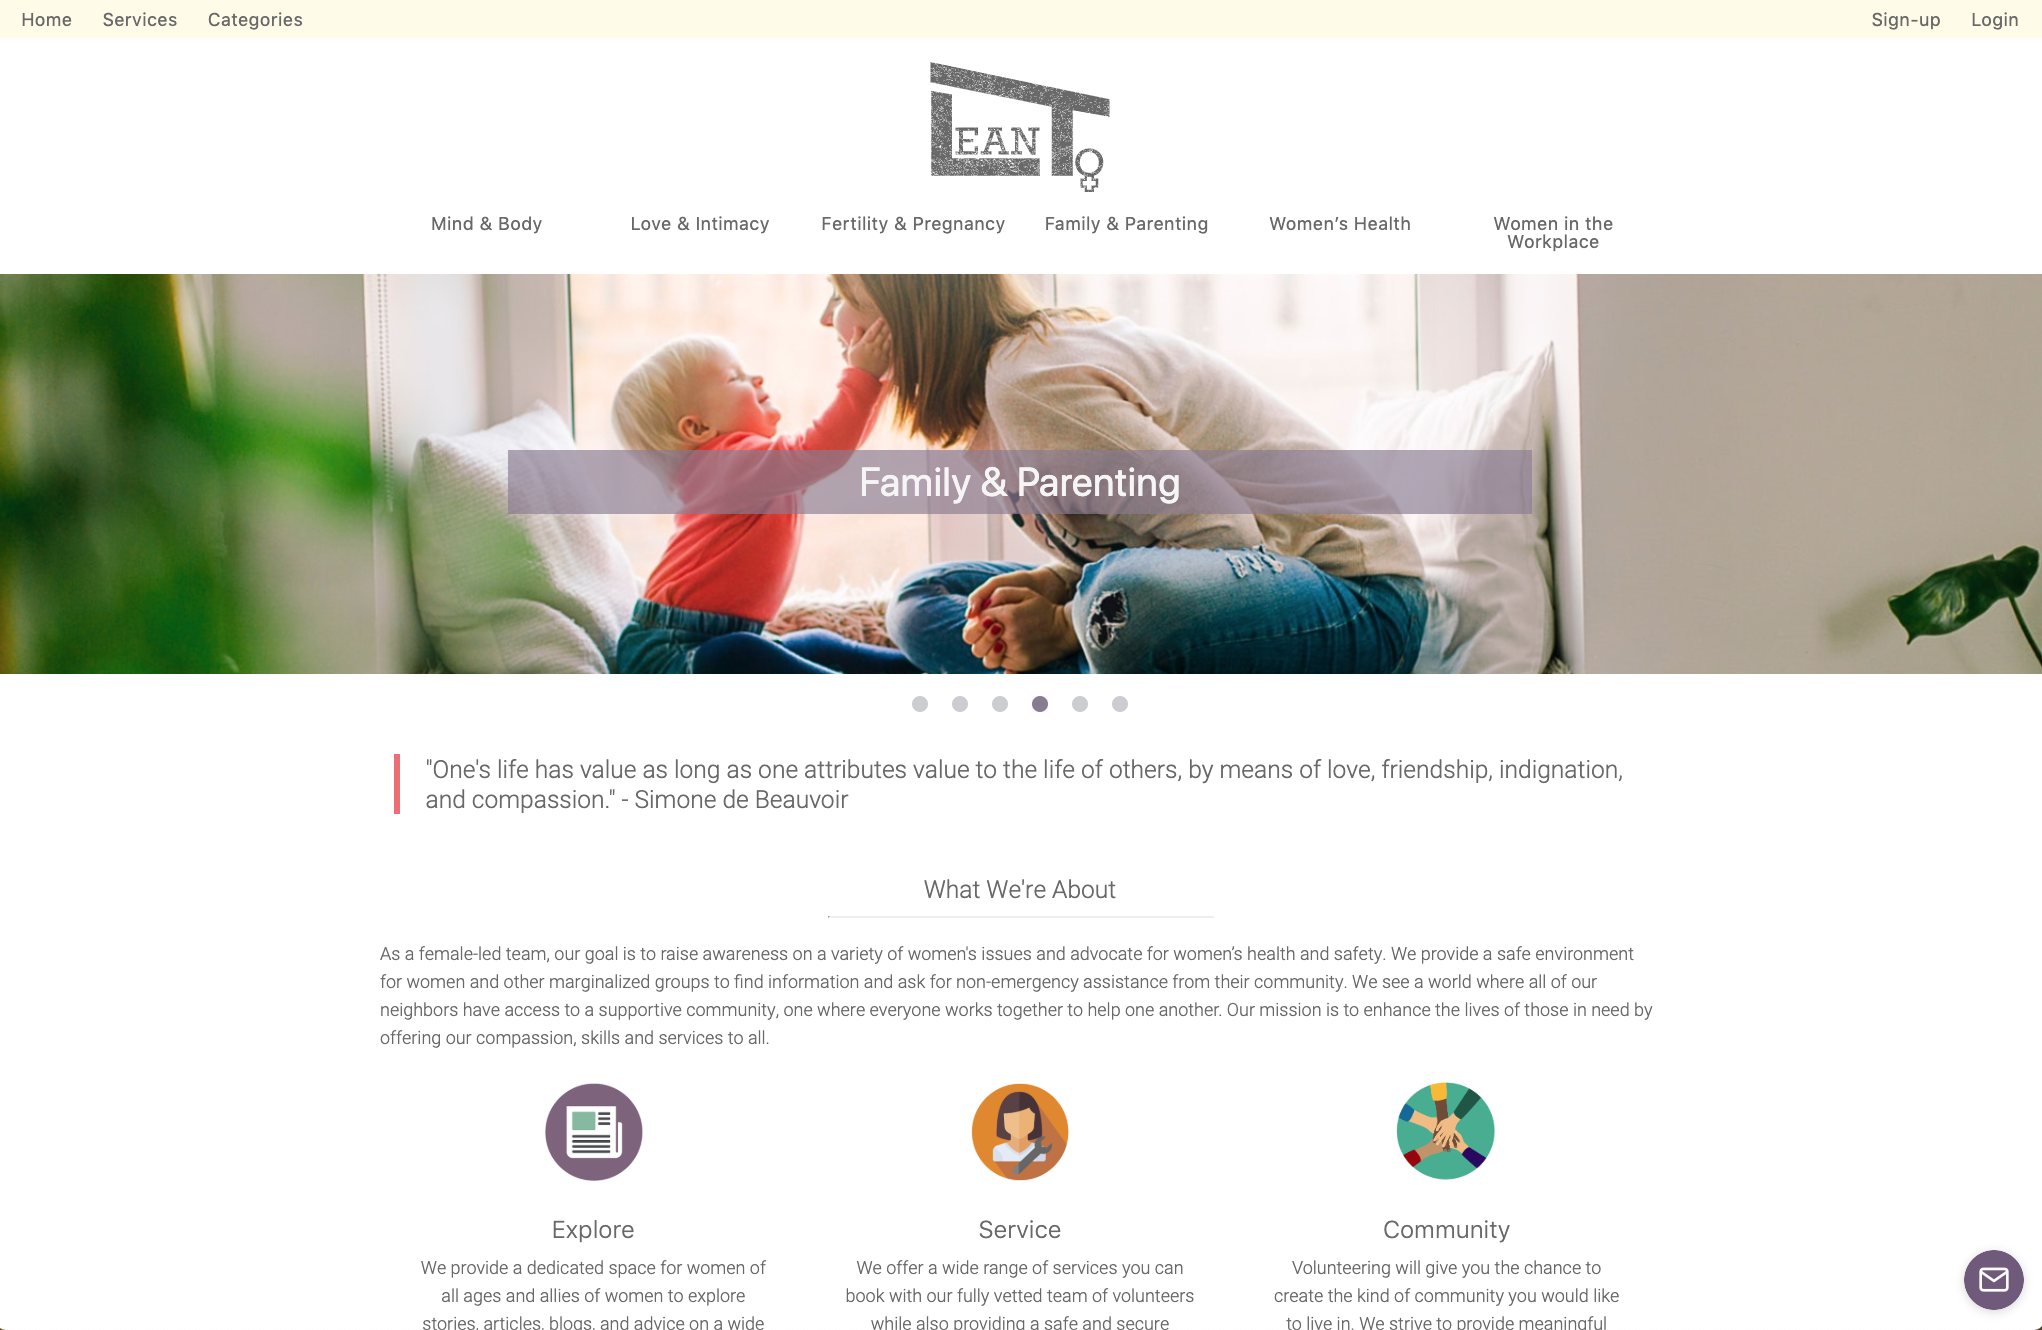 Home Services Categories Sign-up Login
LEAN TO
Mind & Body Love & Intimacy Fertility & Pregnancy Family & Parenting Women’s Health Women in the
Workplace
Family & Parenting
"One's life has value as long as one attributes value to the life of others, by means of love, friendship, indignation,
and compassion." - Simone de Beauvoir
What We're About
As a female-led team, our goal is to raise awareness on a variety of women's issues and advocate for women‘s health and safety. We provide a safe environment
for women and other marginalized groups to find information and ask for non-emergency assistance from their community. We see a world where all of our
neighbors have access to a supportive community, one where everyone works together to help one another. Our mission is to enhance the lives of those in need by
offering our compassion, skills and services to all.
Explore
We provide a dedicated space for women of
all ages and allies of women to explore
stories, articles, blogs, and advice on a wide
Service
We offer a wide range of services you can
book with our fully vetted team of volunteers
while also providing a safe and secure
Community
Volunteering will give you the chance to
create the kind of community you would like
to live in. We strive to provide meaningful